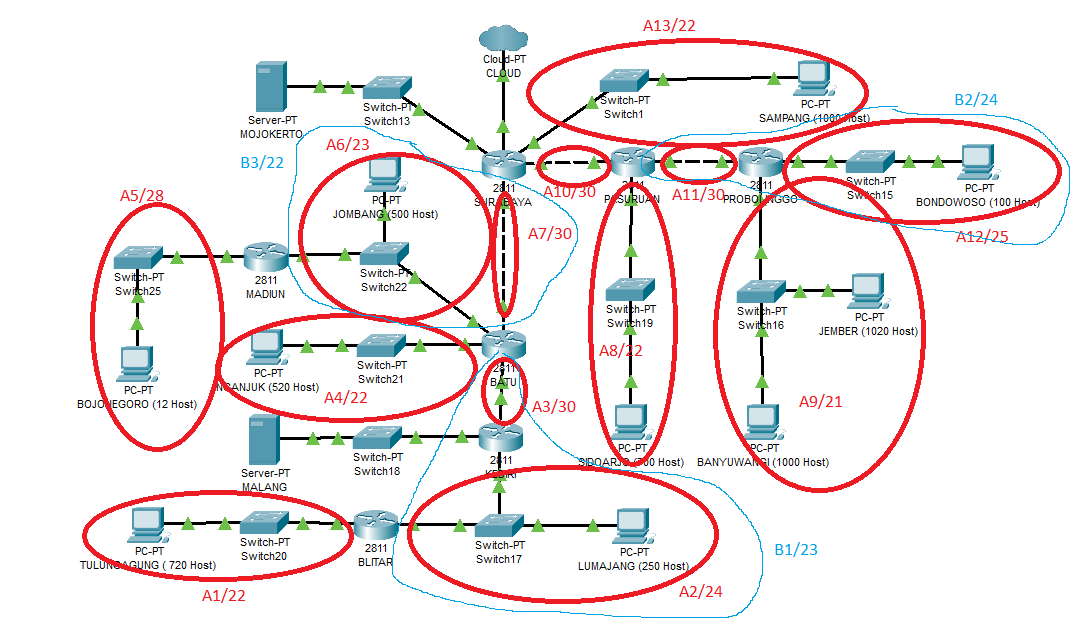 A13/22
Cloud-PT
CLOUD
Switch-PT
Switch1
PC-PT
SAMPANG (1000 Host)
Server-PT
MOJOKERTO
Switch-PT
Switch13
B2/24
B3/22
A6/23
PC-PT
JOMBANG (500 Host)
2811
SURABAYA
A10/30
2811
PASURUAN
A11/30
2811
PROBOLINGGO
Switch-PT
Switch15
PC-PT
BONDOWOSO (100 Host)
A12/25
A5/28
Switch-PT
Switch25
2811
MADIUN
Switch-PT
Switch22
A7/30
Switch-PT
Switch19
Switch-PT
Switch16
PC-PT
JEMBER (1020 Host)
A8/22
PC-PT
BOJONEGORO (12 Host)
PC-PT
NGANJUK (520 Host)
Switch-PT
Switch21
A4/22
2811
BATU
A3/30
A9/21
Server-PT
MALANG
Switch-PT
Switch18
2811
KEDIRI
PC-PT
SIDOARJO (700 Host)
PC-PT
BANYUWANGI (1000 Host)
PC-PT
TULUNGAGUNG ( 720 Host)
Switch-PT
Switch20
A1/22
2811
BLITAR
Switch-PT
Switch17
PC-PT
LUMAJANG (250 Host)
A2/24
B1/23